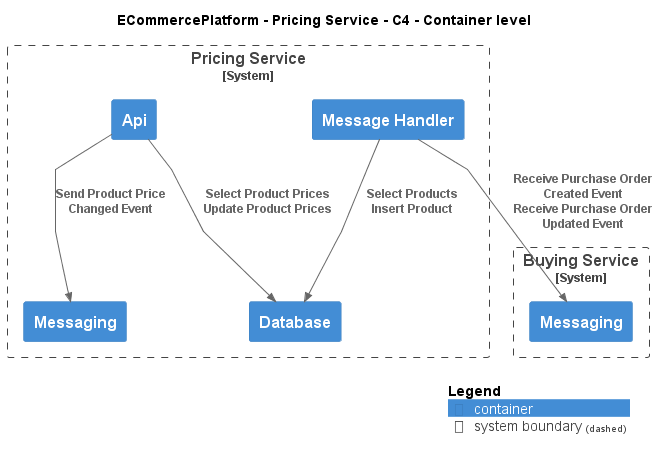 ECommercePlatform - Pricing Service - C4 - Container level
Pricing Service
[System]
Api
Message Handler
Send Product Price
Changed Event
Select Product Prices
Update Product Prices
Select Products
Insert Product
Receive Purchase Order
Created Event
Receive Purchase Order
Updated Event
Buying Service
[System]
Messaging
Database
Messaging
Legend
container
system boundary (dashed)